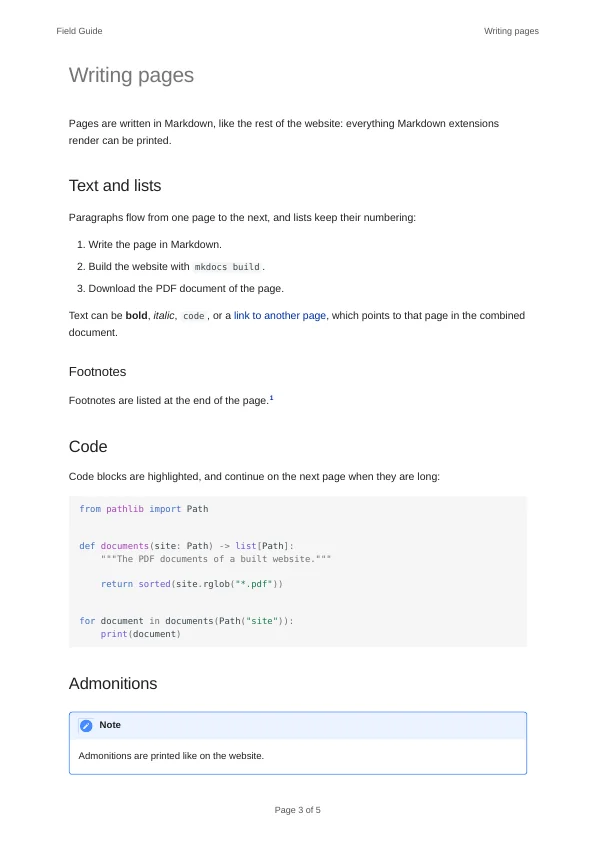 Field Guide
Writing pages
Writing pages
Pages are written in Markdown, like the rest of the website: everything Markdown extensions
render can be printed.
Text and lists
Paragraphs flow from one page to the next, and lists keep their numbering:
1. Write the page in Markdown.
2. Build the website with mkdocs build.
3. Download the PDF document of the page.
Text can be bold, italic, code, or a link to another page, which points to that page in the combined
document.
Footnotes
Footnotes are listed at the end of the page.1
Code
Code blocks are highlighted, and continue on the next page when they are long:
from pathlib import Path
def documents(site: Path) -> list[Path]:
    """The PDF documents of a built website."""
    return sorted(site.rglob("*.pdf"))
for document in documents(Path("site")):
    print(document)
Admonitions
Note
Admonitions are printed like on the website.
Page 3 of 5